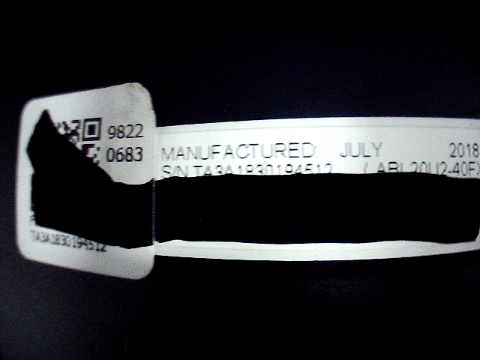 9822
0683
TA3A1830194512
MANUFACTURED JULY 2018
S/N TA3A1830194512 (ABL20U2-40F)